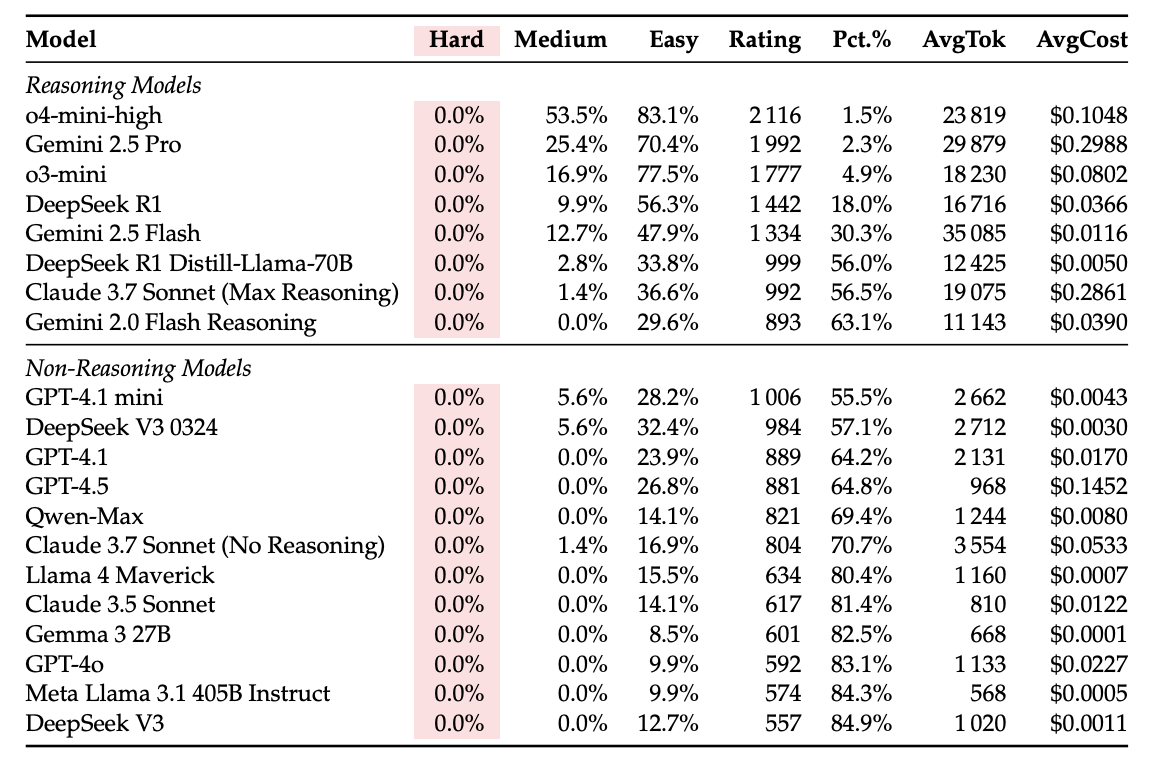 Model Hard Medium Easy Rating Pct.% AvgTok AvgCost
Reasoning Models
o4-mini-high 0.0% 53.5% 83.1% 2 116 1.5% 23 819 $0.1048
Gemini 2.5 Pro 0.0% 25.4% 70.4% 1 992 2.3% 29 879 $0.2988
o3-mini 0.0% 16.9% 77.5% 1 777 4.9% 18 230 $0.0802
DeepSeek R1 0.0% 9.9% 56.3% 1 442 18.0% 16 716 $0.0366
Gemini 2.5 Flash 0.0% 12.7% 47.9% 1 334 30.3% 35 085 $0.0116
DeepSeek R1 Distill-Llama-70B 0.0% 2.8% 33.8% 999 56.0% 12 425 $0.0050
Claude 3.7 Sonnet (Max Reasoning) 0.0% 1.4% 36.6% 992 56.5% 19 075 $0.2861
Gemini 2.0 Flash Reasoning 0.0% 0.0% 29.6% 893 63.1% 11 143 $0.0390
Non-Reasoning Models
GPT-4.1 mini 0.0% 5.6% 28.2% 1 006 55.5% 2 662 $0.0043
DeepSeek V3 0324 0.0% 5.6% 32.4% 984 57.1% 2 712 $0.0030
GPT-4.1 0.0% 0.0% 23.9% 889 64.2% 2 131 $0.0170
GPT-4.5 0.0% 0.0% 26.8% 881 64.8% 968 $0.1452
Qwen-Max 0.0% 0.0% 14.1% 821 69.4% 1 244 $0.0080
Claude 3.7 Sonnet (No Reasoning) 0.0% 1.4% 16.9% 804 70.7% 3 554 $0.0533
Llama 4 Maverick 0.0% 0.0% 15.5% 634 80.4% 1 160 $0.0007
Claude 3.5 Sonnet 0.0% 0.0% 14.1% 617 81.4% 810 $0.0122
Gemma 3 27B 0.0% 0.0% 8.5% 601 82.5% 668 $0.0001
GPT-4o 0.0% 0.0% 9.9% 592 83.1% 1 133 $0.0227
Meta Llama 3.1 405B Instruct 0.0% 0.0% 9.9% 574 84.3% 568 $0.0005
DeepSeek V3 0.0% 0.0% 12.7% 557 84.9% 1 020 $0.0011